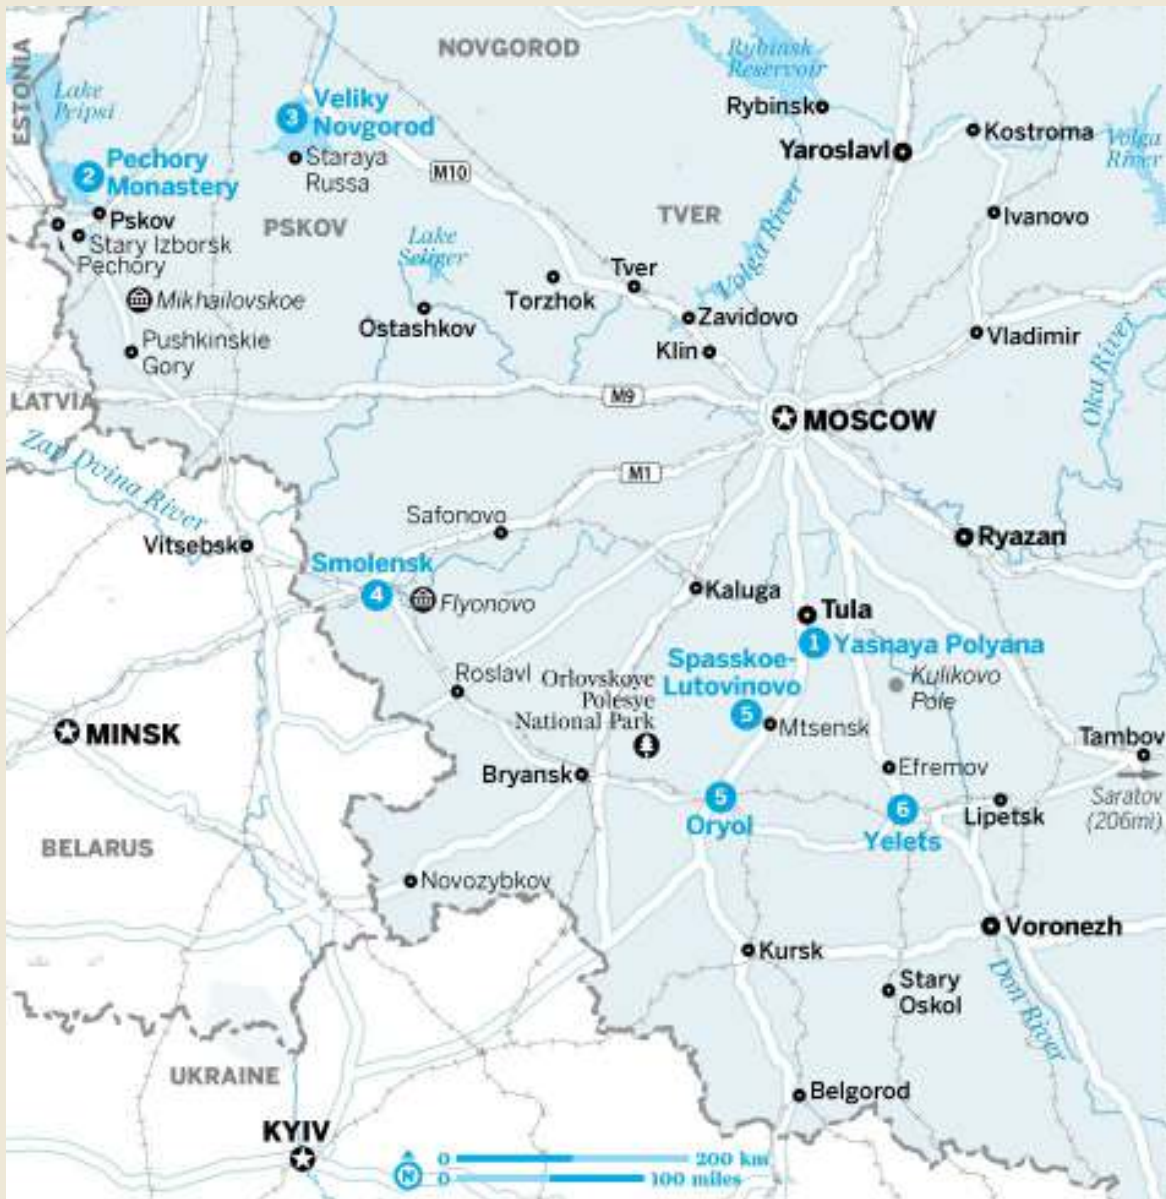 NOVGOROD
ESTONIA
Lake
Peipsi
3
Veliky
Novgorod
Staraya
Russa
M10
Rybinsk
Reservoir
Rybinsk
Yaroslavl
Kostroma
Volga
River
2
Pechory
Monastery
Pskov
Stary Izborsk
Pechory
PSKOV
TVER
Ivanovo
Lake
Seliger
Tver
Torzhok
Volga River
Mikhailovskoe
Ostashkov
Zavidovo
Klin
Vladimir
Pushkinskie
Gory
Oka River
LATVIA
M9
MOSCOW
Zap Dvina River
M1
Safonovo
Vitsebsk
Ryazan
Smolensk
4
Flyonovo
Kaluga
Tula
1
Yasnaya Polyana
Roslavl
Orlovskoye
Polesye
National Park
Spasskoe-
Lutovinovo
5
Mtsensk
Kulikovo
Pole
MINSK
Tambov
Bryansk
Efremov
Saratov
(206mi)
5
Oryol
6
Yelets
Lipetsk
BELARUS
Novozybkov
Voronezh
Kursk
Stary
Oskol
Don River
UKRAINE
Belgorod
KYIV
N
0
200 km
0
100 miles